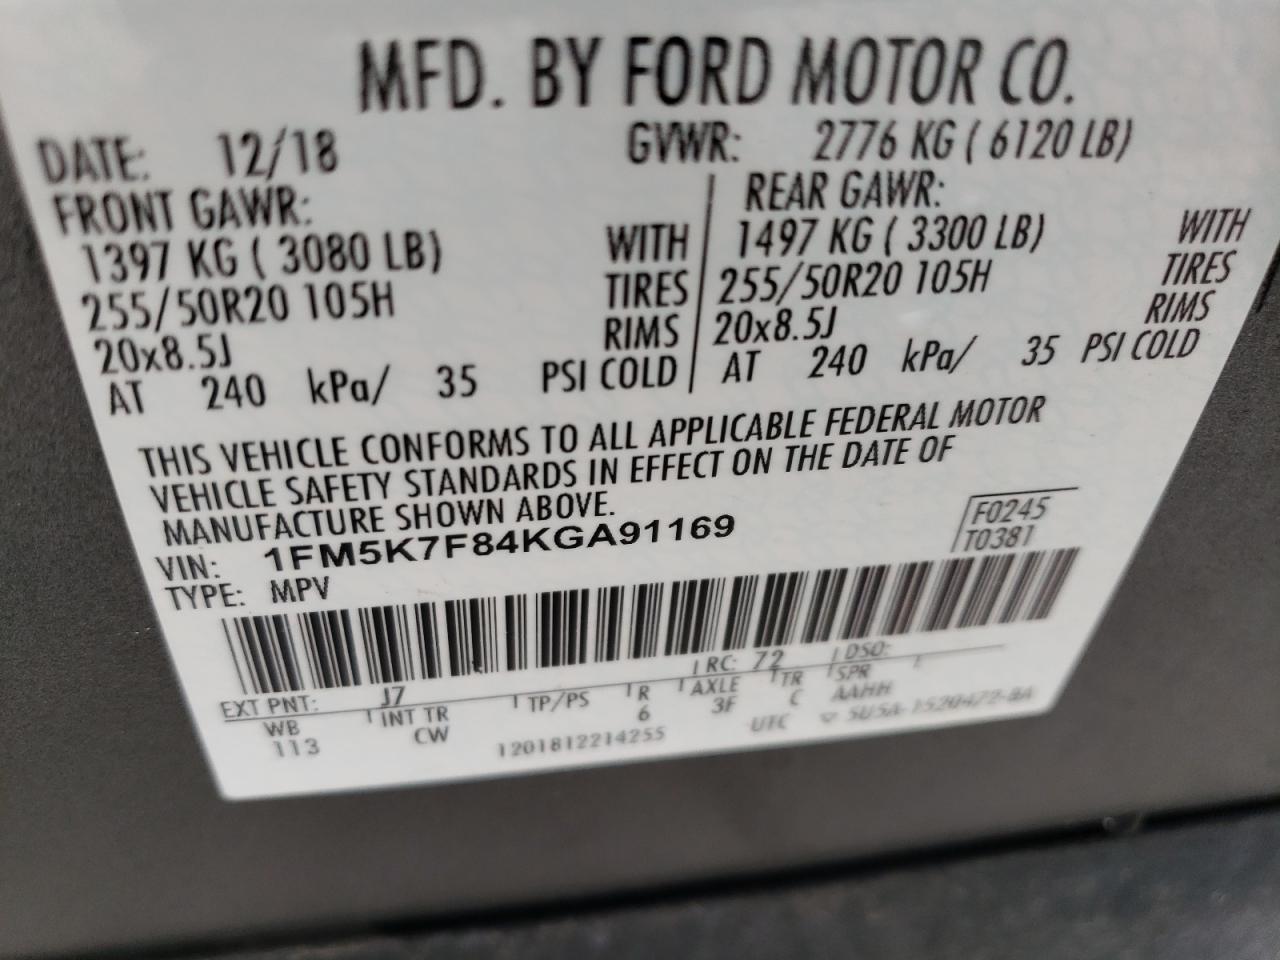 MFD. BY FORD MOTOR CO.
DATE: 12/18 GVWR: 2776 KG ( 6120 LB)
FRONT GAWR: REAR GAWR:
1397 KG ( 3080 LB) WITH 1497 KG ( 3300 LB) WITH
255/50R20 105H TIRES 255/50R20 105H TIRES
20x8.5J RIMS 20x8.5J RIMS
AT 240 kPa/ 35 PSI COLD AT 240 kPa/ 35 PSI COLD
THIS VEHICLE CONFORMS TO ALL APPLICABLE FEDERAL MOTOR
VEHICLE SAFETY STANDARDS IN EFFECT ON THE DATE OF
MANUFACTURE SHOWN ABOVE.
VIN: 1FM5K7F84KGA91169 F0245
TYPE: MPV T0381
EXT PNT: J7 RC: 72 DSO:
WB INT TR TP/PS R AXLE TR SPR
113 CW 6 3F C AAHH
1201812214255 UTC 5U5A-1520472-BA